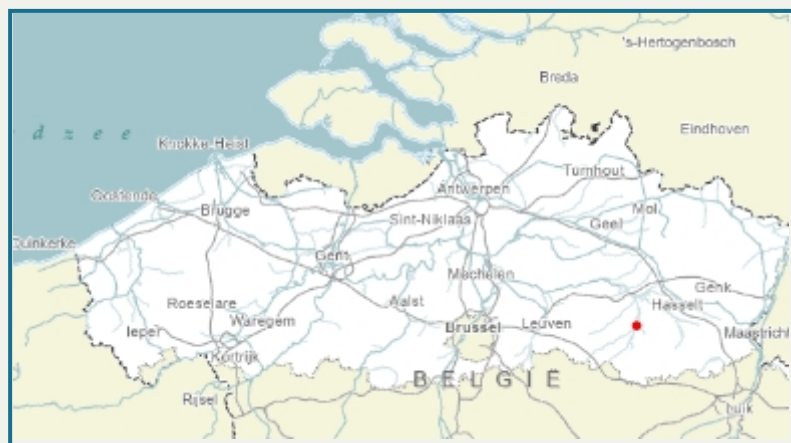 's-Hertogenbosch
Breda
dzee
Eindhoven
Knokke-Heist
Turnhout
Antwerpen
Oostende
Mol
Brugge
Sint-Niklaas
Geel
Duinkerke
Gent
Mechelen
Genk
Roeselare
Aalst
Hasselt
Waregem
Ieper
Brussel
Leuven
Maastricht
Kortrijk
BELGIË
Rijsel
Luik